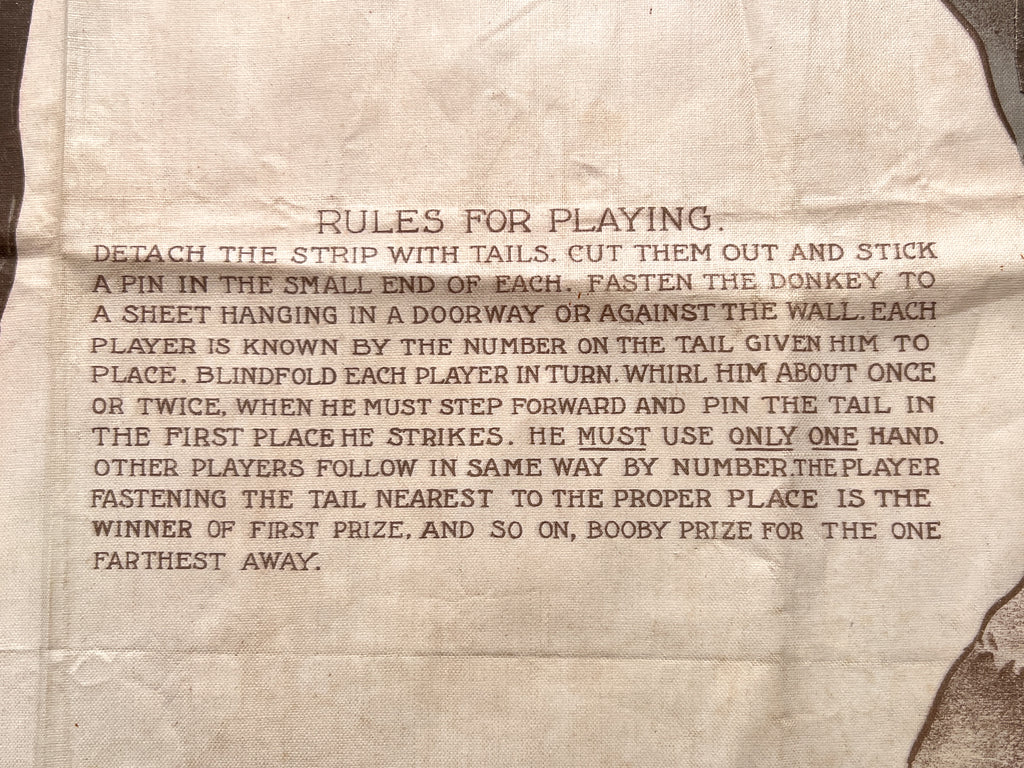 RULES FOR PLAYING.
DETACH THE STRIP WITH TAILS. CUT THEM OUT AND STICK
A PIN IN THE SMALL END OF EACH. FASTEN THE DONKEY TO
A SHEET HANGING IN A DOORWAY OR AGAINST THE WALL. EACH
PLAYER IS KNOWN BY THE NUMBER ON THE TAIL GIVEN HIM TO
PLACE. BLINDFOLD EACH PLAYER IN TURN. WHIRL HIM ABOUT ONCE
OR TWICE, WHEN HE MUST STEP FORWARD AND PIN THE TAIL IN
THE FIRST PLACE HE STRIKES. HE MUST USE ONLY ONE HAND.
OTHER PLAYERS FOLLOW IN SAME WAY BY NUMBER. THE PLAYER
FASTENING THE TAIL NEAREST TO THE PROPER PLACE IS THE
WINNER OF FIRST PRIZE, AND SO ON, BOOBY PRIZE FOR THE ONE
FARTHEST AWAY.